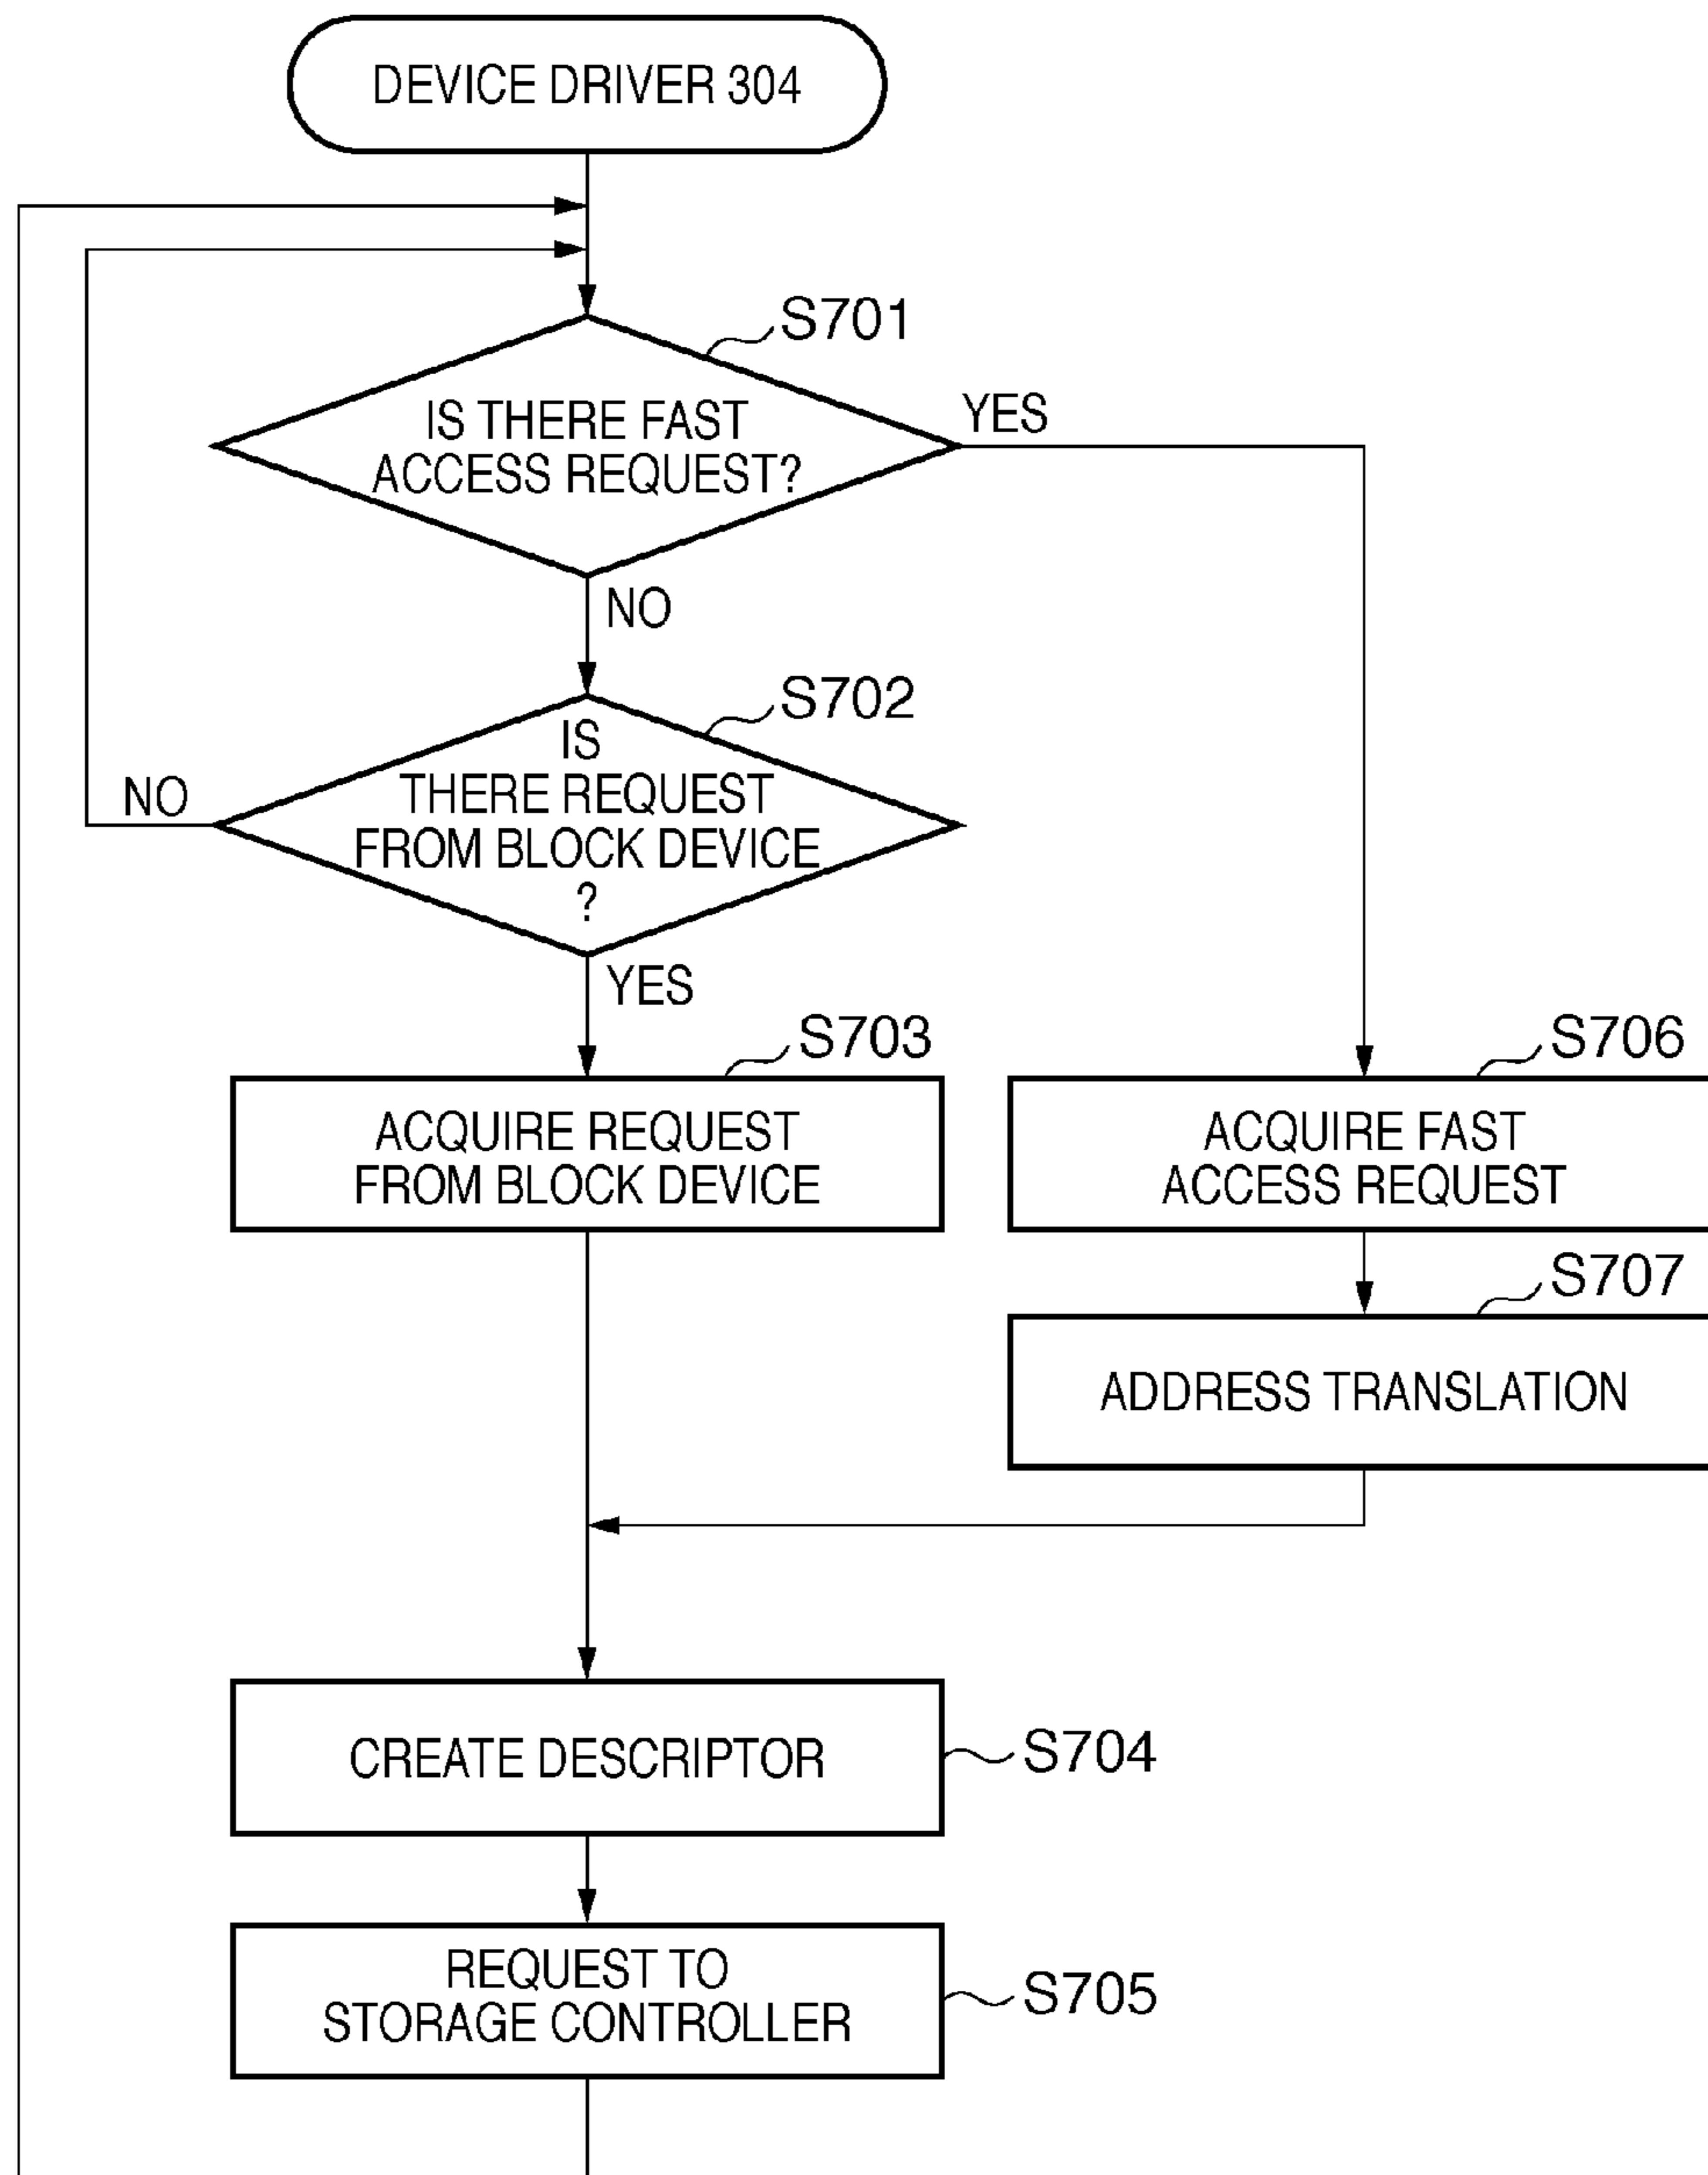 DEVICE DRIVER 304
S701
IS THERE FAST
ACCESS REQUEST?
YES
NO
S702
IS
THERE REQUEST
FROM BLOCK DEVICE
?
NO
YES
S703
ACQUIRE REQUEST
FROM BLOCK DEVICE
S706
ACQUIRE FAST
ACCESS REQUEST
S707
ADDRESS TRANSLATION
CREATE DESCRIPTOR
S704
REQUEST TO
STORAGE CONTROLLER
S705